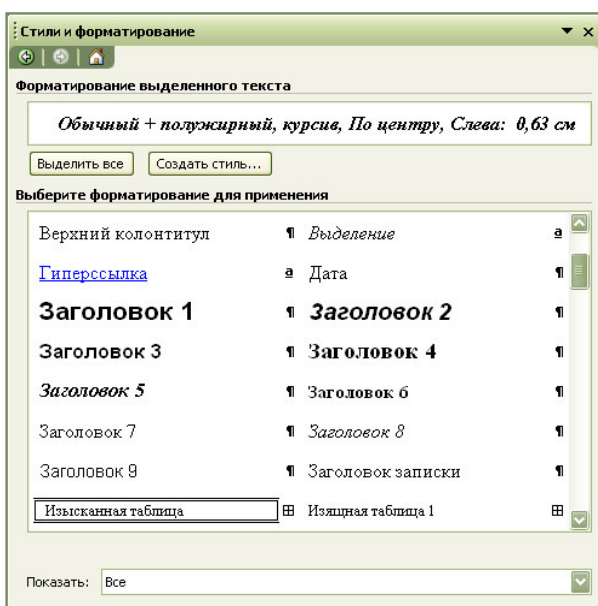 Стили и форматирование
Форматирование выделенного текста
Обычный + полужирный, курсив, По центру, Слева: 0,63 см
Выделить все Создать стиль...
Выберите форматирование для применения
Верхний колонтитул ¶ Выделение a
Гиперссылка a Дата ¶
Заголовок 1 ¶ Заголовок 2 ¶
Заголовок 3 ¶ Заголовок 4 ¶
Заголовок 5 ¶ Заголовок 6 ¶
Заголовок 7 ¶ Заголовок 8 ¶
Заголовок 9 ¶ Заголовок записки ¶
Изысканная таблица Изящная таблица 1
Показать: Все